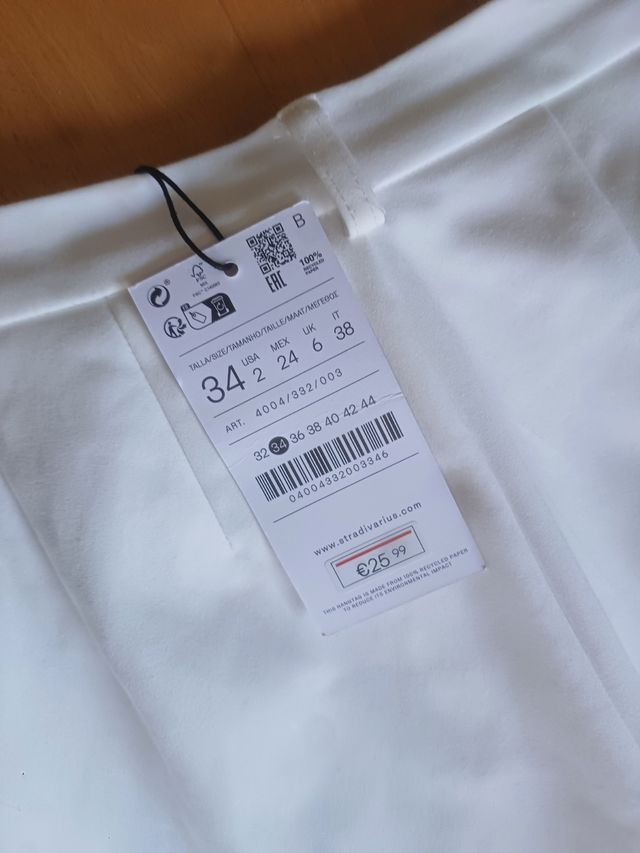 B
FSC
MIX
100%
RECYCLED
PAPER
EAC
TALLA/SIZE/TAMANHO/TAILLE/MAAT/ΜΕΓΕΘΟΣ
34 USA 2 MEX 24 UK 6 IT 38
ART. 4004/332/003
32 34 36 38 40 42 44
04004332003346
www.stradivarius.com
€25 99
THIS HANGTAG IS MADE FROM 100% RECYCLED PAPER
TO REDUCE ITS ENVIRONMENTAL IMPACT